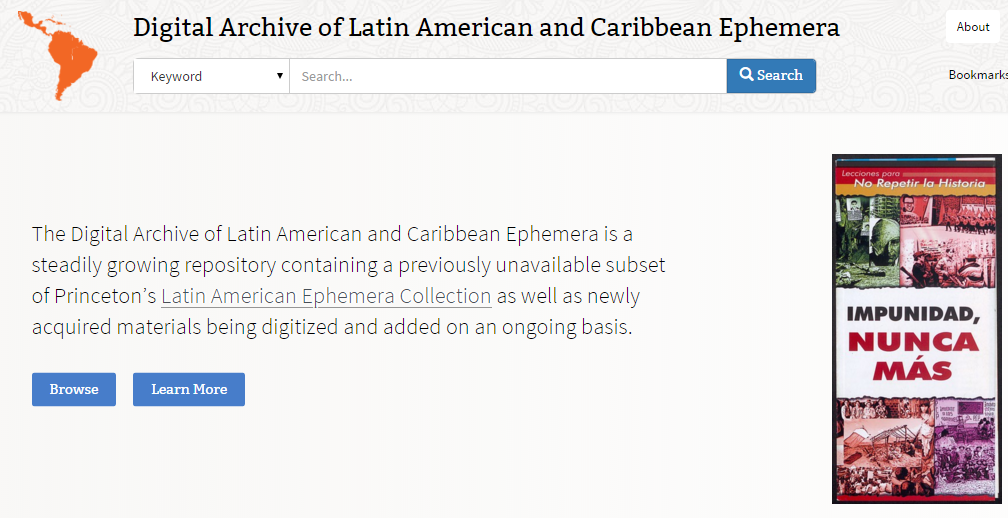 Digital Archive of Latin American and Caribbean Ephemera
About
Keyword
Search...
Search
Bookmarks
The Digital Archive of Latin American and Caribbean Ephemera is a
steadily growing repository containing a previously unavailable subset
of Princeton's Latin American Ephemera Collection as well as newly
acquired materials being digitized and added on an ongoing basis.
Browse
Learn More
Lecciones para
No Repetir la Historia
IMPUNIDAD,
NUNCA
MÁS